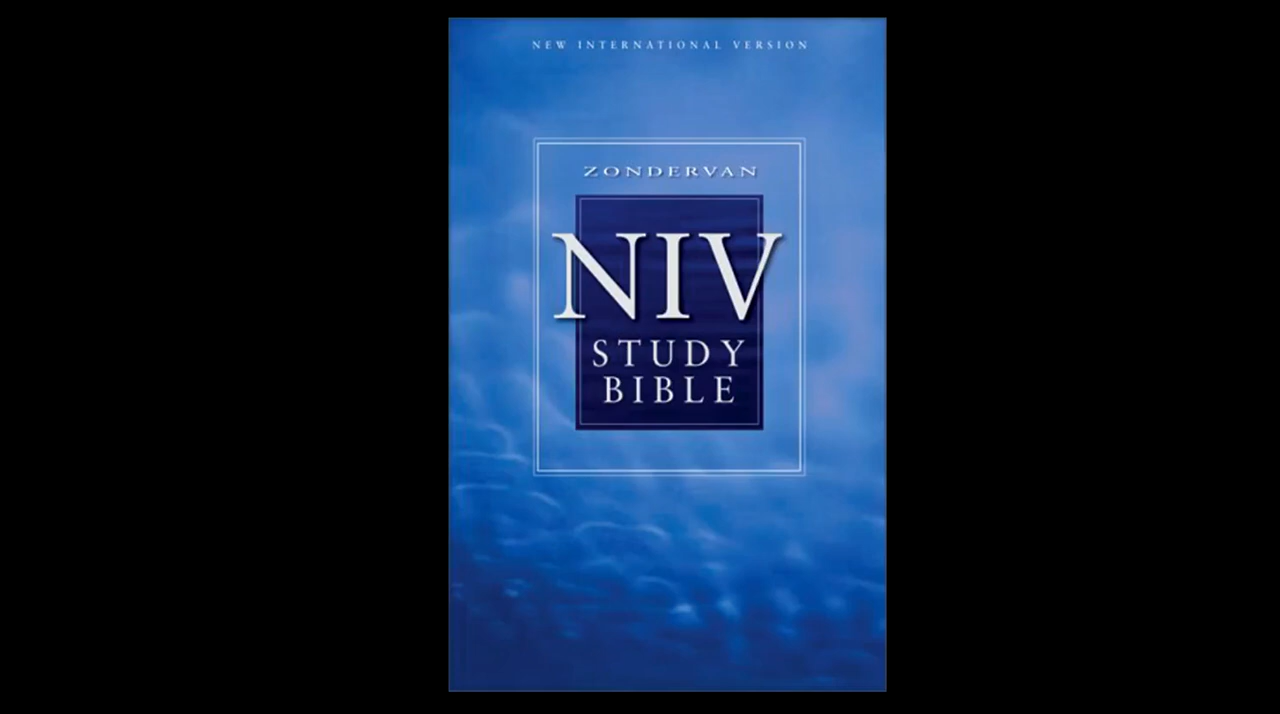 NEW INTERNATIONAL VERSION
ZONDERVAN
NIV
STUDY
BIBLE